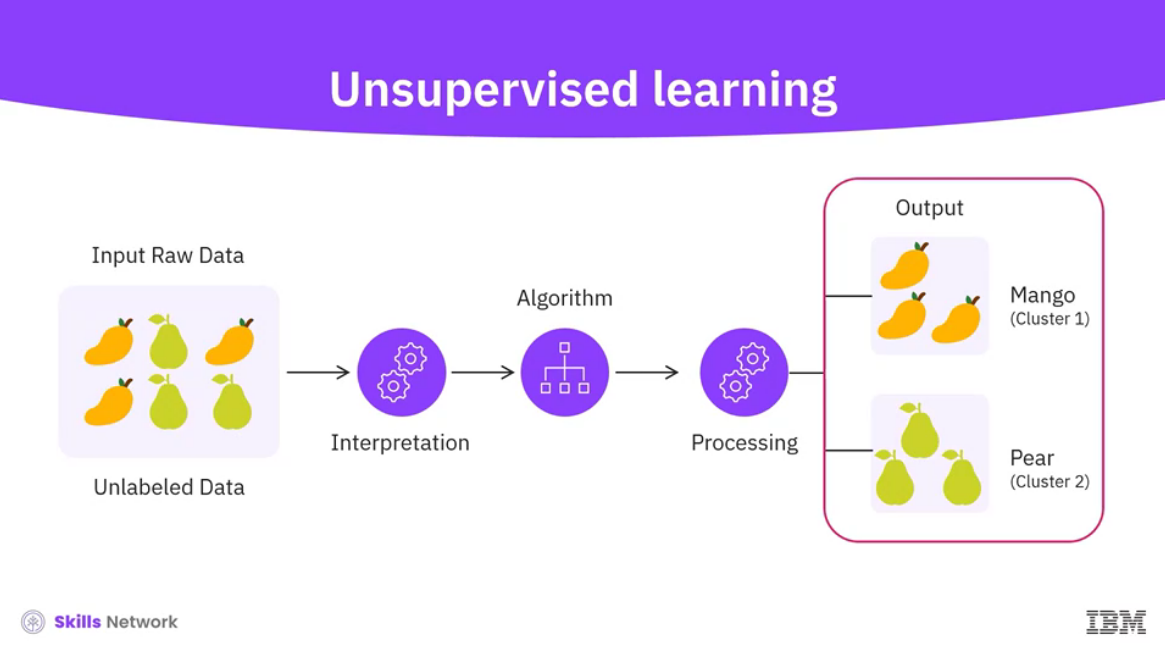 Unsupervised learning
Input Raw Data
Unlabeled Data
Interpretation
Algorithm
Processing
Output
Mango
(Cluster 1)
Pear
(Cluster 2)
Skills Network
IBM